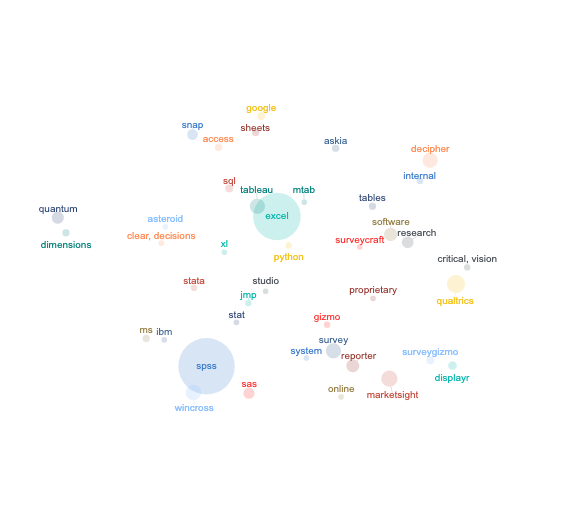 google
snap
sheets
access
askia
decipher
internal
sql
tableau
mtab
tables
quantum
excel
asteroid
software
research
clear, decisions
surveycraft
dimensions
xl
python
critical, vision
stata
studio
proprietary
qualtrics
jmp
stat
gizmo
ms
ibm
survey
system
reporter
surveygizmo
spss
displayr
sas
online
marketsight
wincross